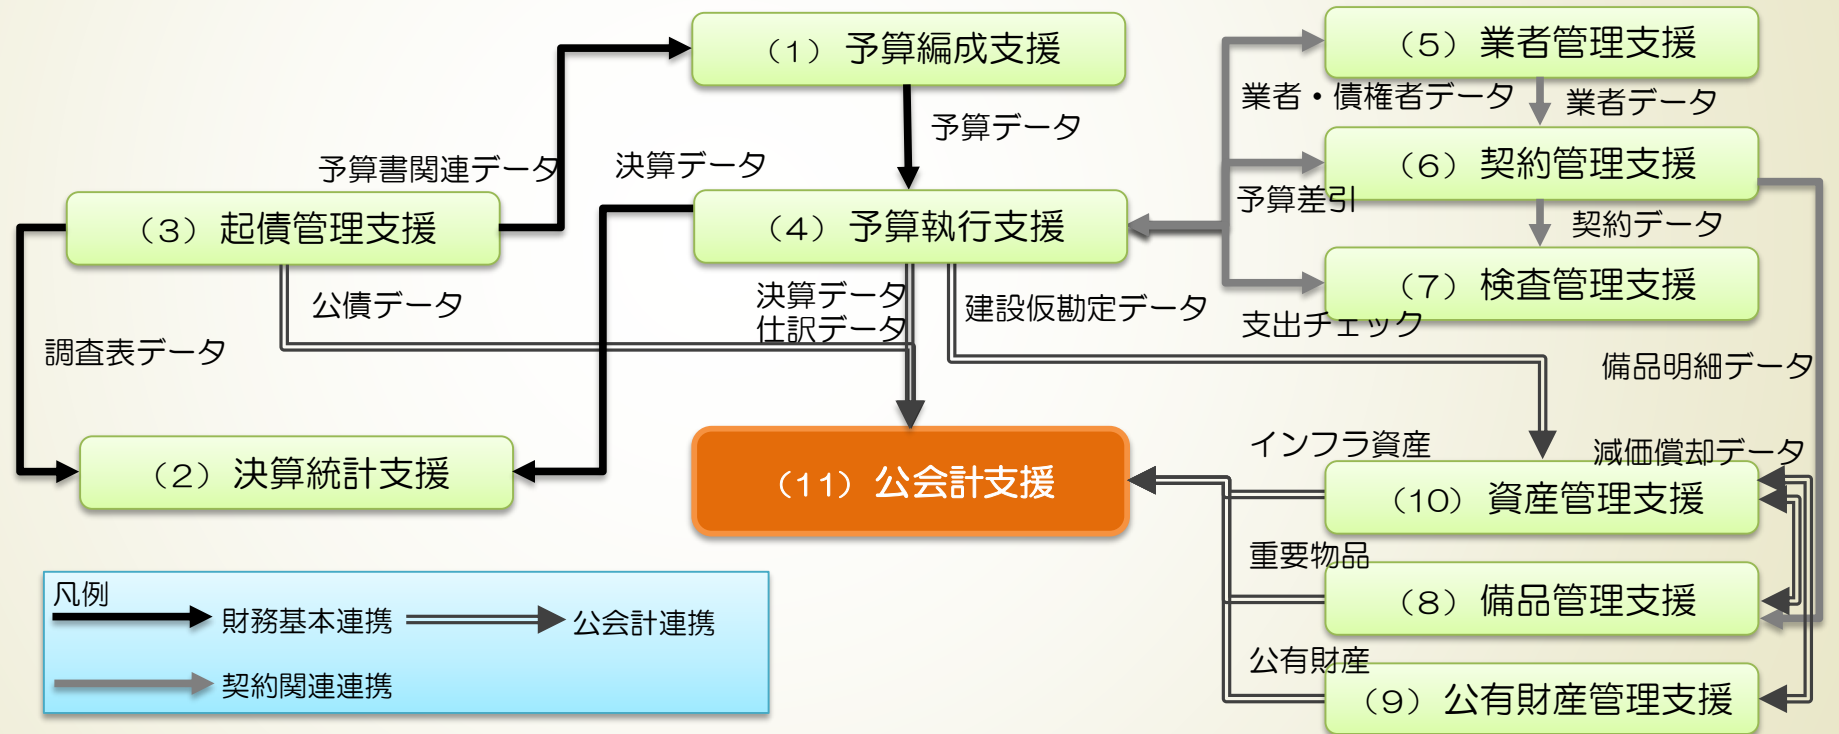 （1）予算編成支援
（5）業者管理支援
業者・債権者データ
業者データ
予算データ
予算書関連データ
決算データ
（6）契約管理支援
予算差引
（3）起債管理支援
（4）予算執行支援
契約データ
（7）検査管理支援
公債データ
決算データ
仕訳データ
建設仮勘定データ
支出チェック
調査表データ
備品明細データ
インフラ資産
減価償却データ
（2）決算統計支援
（11）公会計支援
（10）資産管理支援
重要物品
（8）備品管理支援
凡例
財務基本連携
公会計連携
契約関連連携
公有財産
（9）公有財産管理支援